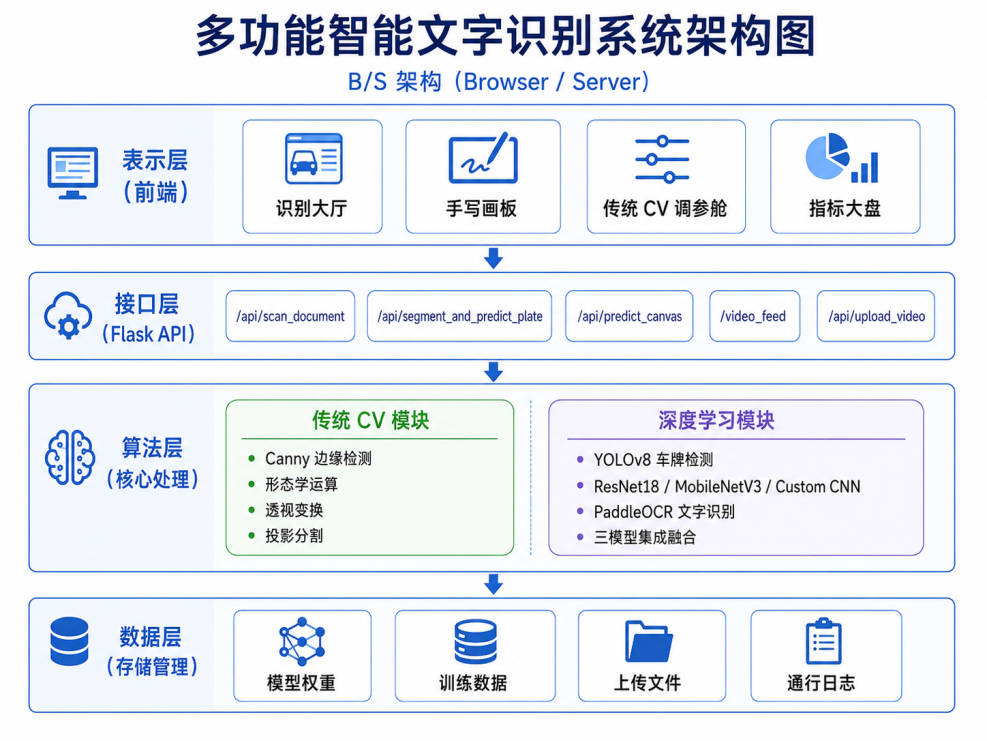 多功能智能文字识别系统架构图
B/S 架构（Browser / Server）
表示层
（前端）
识别大厅
手写画板
传统 CV 调参舱
指标大盘
接口层
（Flask API）
/api/scan_document
/api/segment_and_predict_plate
/api/predict_canvas
/video_feed
/api/upload_video
算法层
（核心处理）
传统 CV 模块
Canny 边缘检测
形态学运算
透视变换
投影分割
深度学习模块
YOLOv8 车牌检测
ResNet18 / MobileNetV3 / Custom CNN
PaddleOCR 文字识别
三模型集成融合
数据层
（存储管理）
模型权重
训练数据
上传文件
通行日志